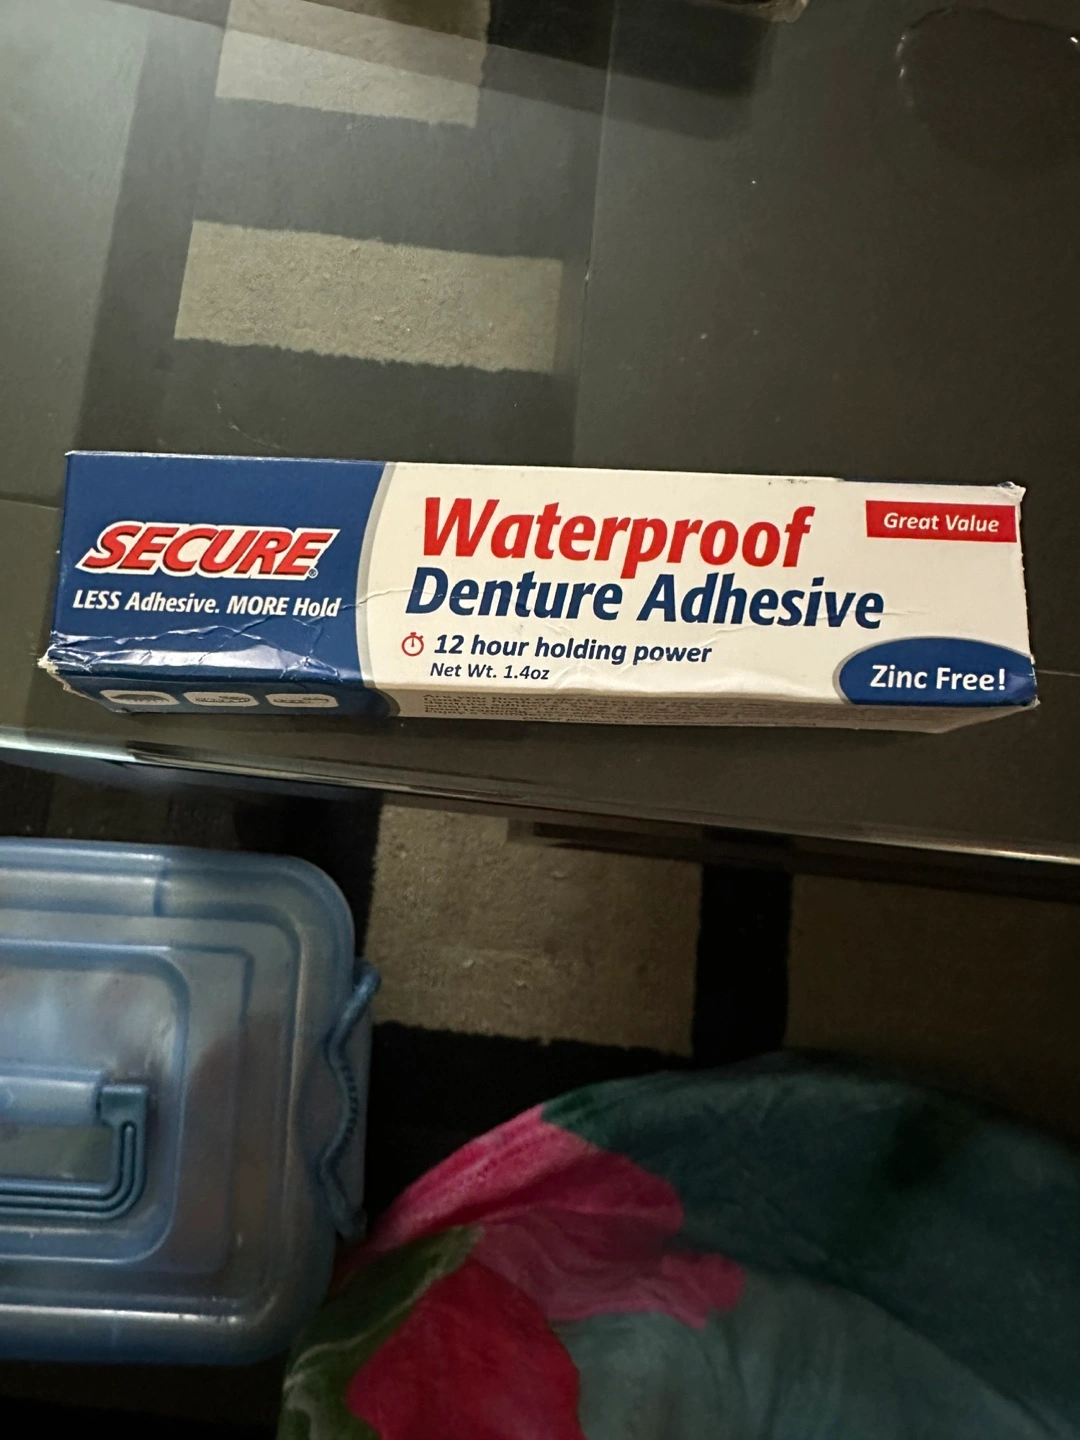 SECURE®
LESS Adhesive. MORE Hold
Waterproof
Denture Adhesive
12 hour holding power
Net Wt. 1.4oz
Great Value
Zinc Free!